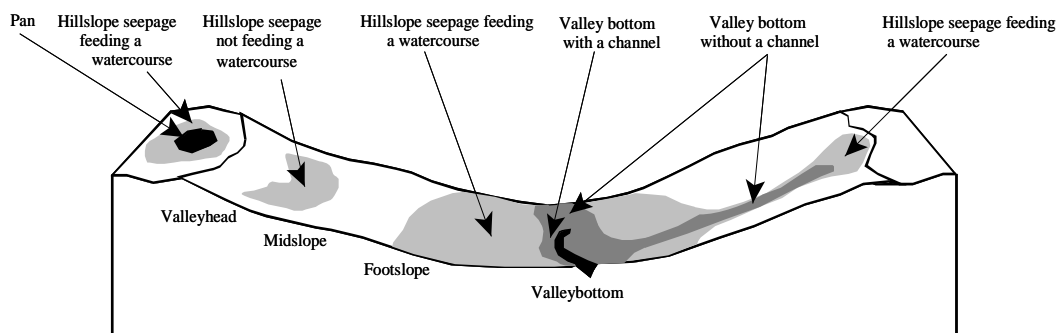 Pan
Hillslope seepage
feeding a
watercourse
Hillslope seepage
not feeding a
watercourse
Hillslope seepage feeding
a watercourse
Valley bottom
with a channel
Valley bottom
without a channel
Hillslope seepage feeding
a watercourse
Valleyhead
Midslope
Footslope
Valleybottom